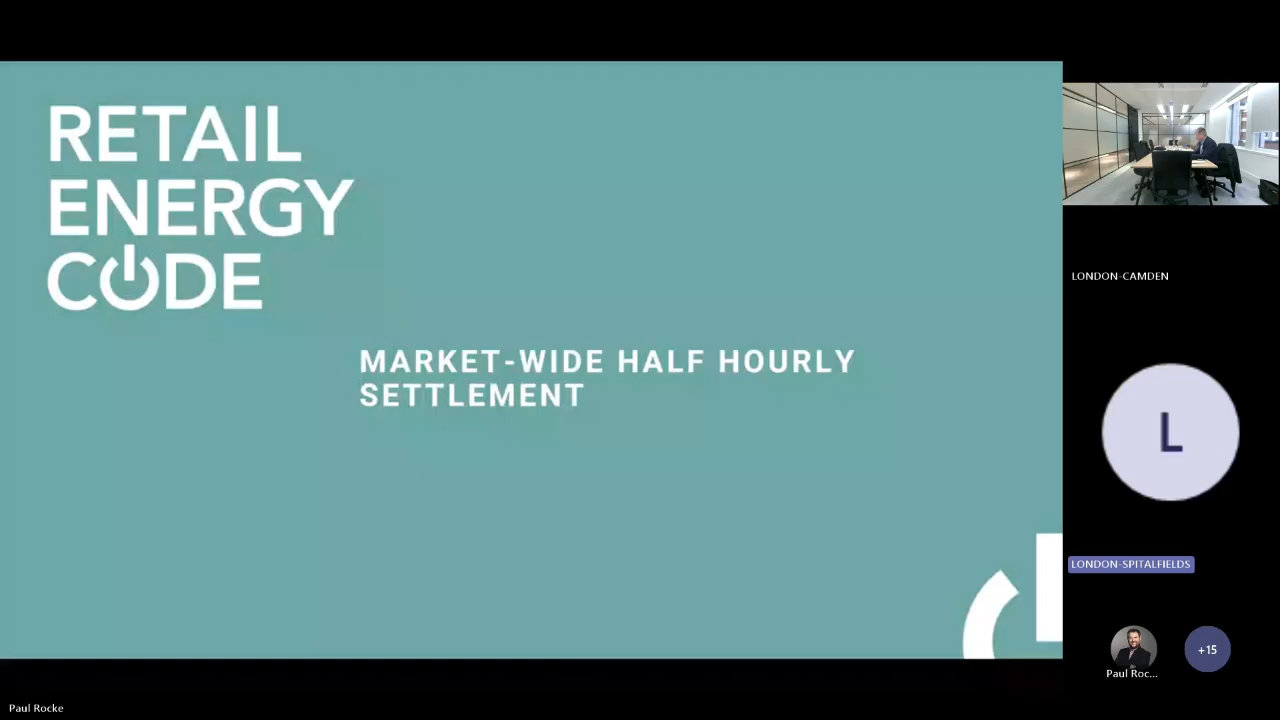 RETAIL
ENERGY
CODE
MARKET-WIDE HALF HOURLY
SETTLEMENT
LONDON-CAMDEN
L
LONDON-SPITALFIELDS
+15
Paul Roc...
Paul Rocke